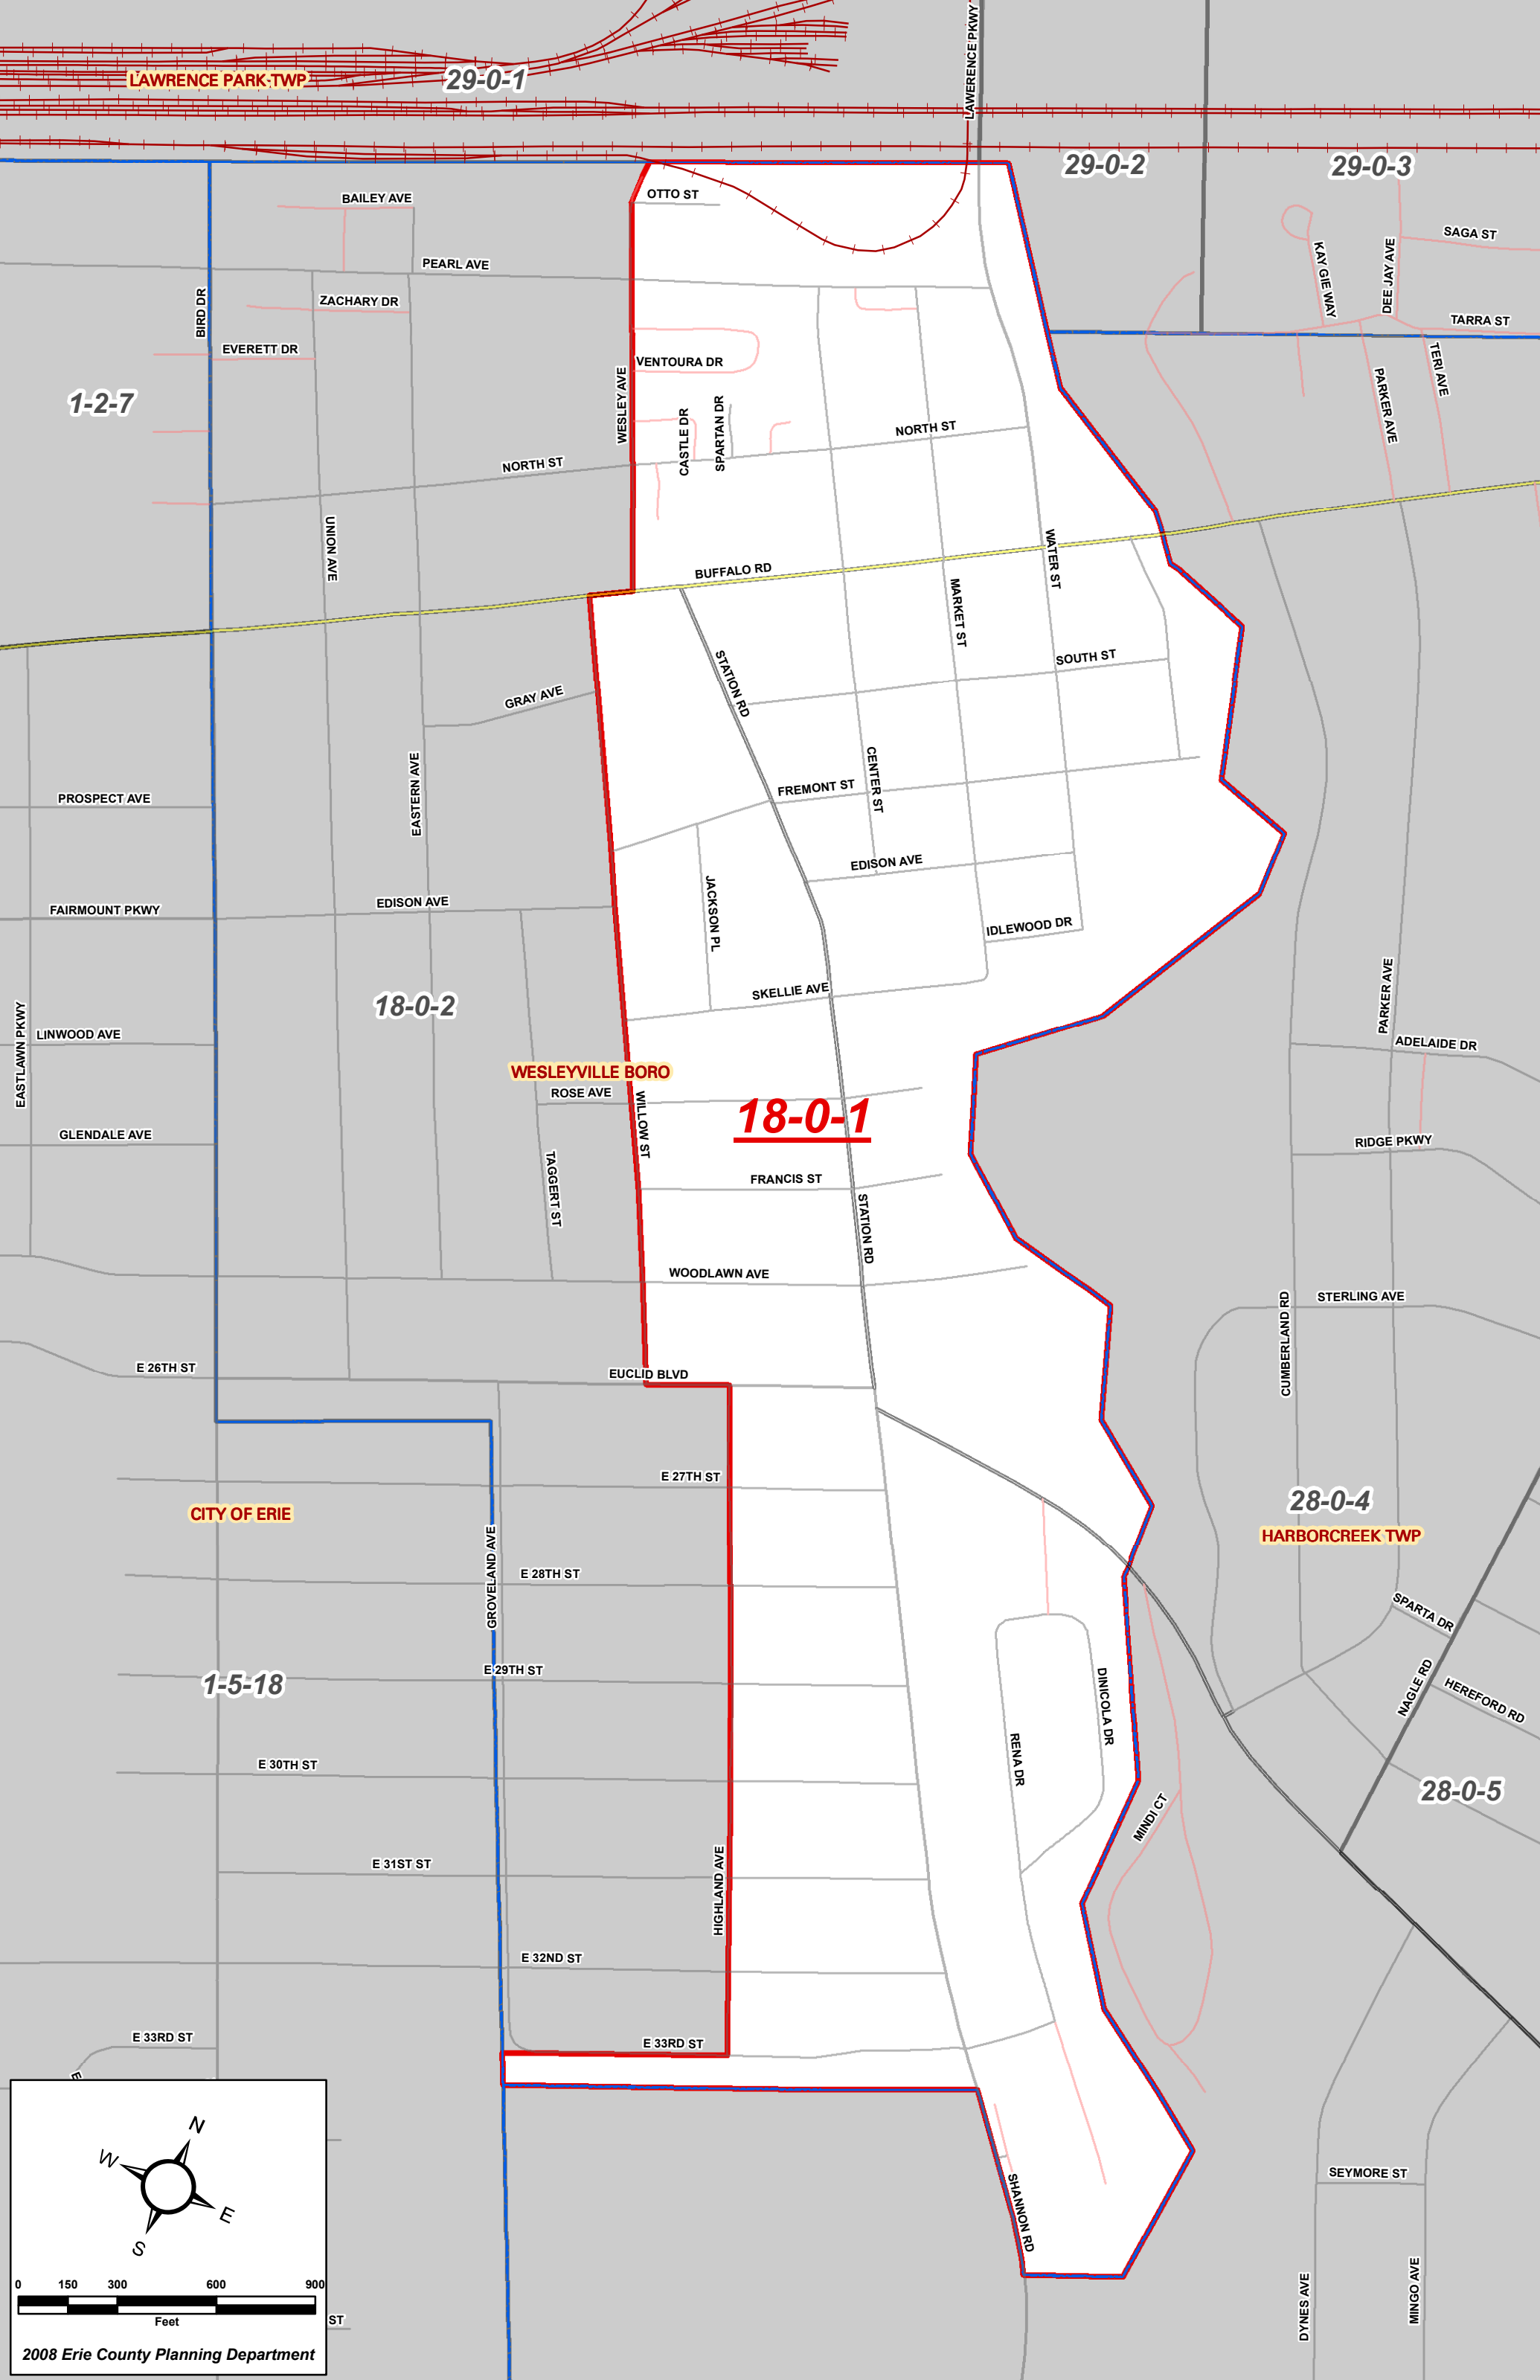 LAWRENCE PKWY
LAWRENCE PARK TWP
29-0-1
29-0-2
29-0-3
OTTO ST
BAILEY AVE
SAGA ST
PEARL AVE
KAY GIE WAY
DEE JAY AVE
ZACHARY DR
BIRD DR
TARRA ST
EVERETT DR
VENTOURA DR
TERI AVE
1-2-7
WESLEY AVE
PARKER AVE
CASTLE DR
SPARTAN DR
NORTH ST
NORTH ST
UNION AVE
WATER ST
BUFFALO RD
MARKET ST
SOUTH ST
STATION RD
GRAY AVE
CENTER ST
FREMONT ST
EASTERN AVE
PROSPECT AVE
EDISON AVE
JACKSON PL
EDISON AVE
FAIRMOUNT PKWY
IDLEWOOD DR
SKELLIE AVE
PARKER AVE
18-0-2
LINWOOD AVE
ADELAIDE DR
EASTLAWN PKWY
WESLEYVILLE BORO
ROSE AVE
18-0-1
WILLOW ST
GLENDALE AVE
RIDGE PKWY
TAGGERT ST
FRANCIS ST
STATION RD
WOODLAWN AVE
STERLING AVE
CUMBERLAND RD
E 26TH ST
EUCLID BLVD
E 27TH ST
28-0-4
CITY OF ERIE
HARBORCREEK TWP
GROVELAND AVE
E 28TH ST
SPARTA DR
E 29TH ST
1-5-18
NAGLE RD
DINICOLA DR
HEREFORD RD
RENA DR
E 30TH ST
28-0-5
MINDI CT
E 31ST ST
HIGHLAND AVE
E 32ND ST
E 33RD ST
E 33RD ST
E
N
W
E
S
SEYMORE ST
SHANNON RD
DYNES AVE
MINGO AVE
0 150 300 600 900
Feet
ST
2008 Erie County Planning Department